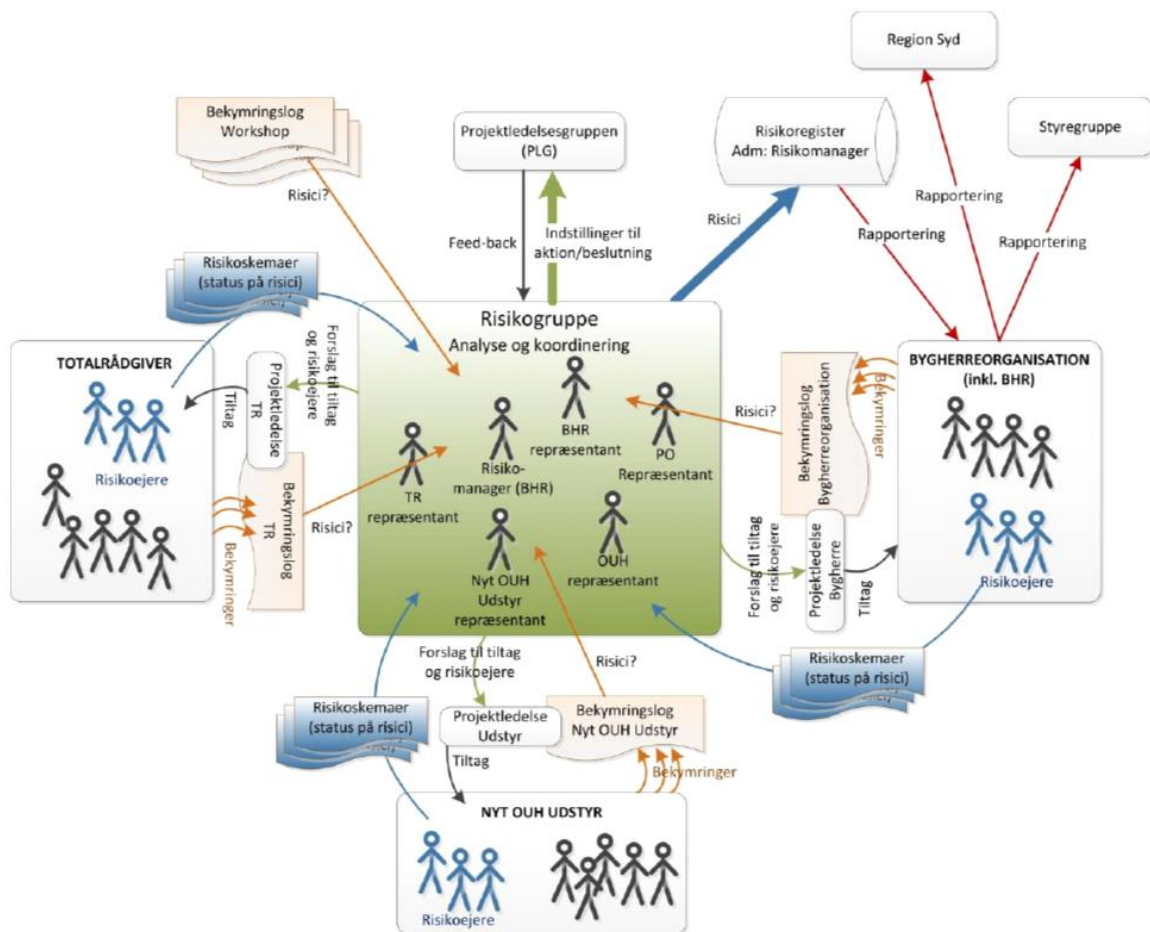 Region Syd
Bekymringslog
Workshop
Projektledelsesgruppen
(PLG)
Risikoregister
Adm: Risikomanager
Styregruppe
Risici?
Feed-back
Indstillinger til
aktion/beslutning
Risici
Rapportering
Rapportering
Rapportering
Risikoskemaer
(status på risici)
Risikogruppe
Analyse og koordinering
TOTALRÅDGIVER
Risikoejere
Tiltag
Projektledelse
TR
Forslag til tiltag
og risikoejere
Bekymringer
Bekymringslog
TR
Risici?
TR
repræsentant
Risiko-
manager (BHR)
BHR
repræsentant
PO
Repræsentant
Nyt OUH
Udstyr
repræsentant
OUH
repræsentant
Risici?
Bekymringslog
Bygherreorganisation
Bekymringer
BYGHERREORGANISATION
(inkl. BHR)
Risikoejere
Forslag til tiltag
og risikoejere
Projektledelse
Bygherre
Tiltag
Risikoskemaer
(status på risici)
Forslag til tiltag
og risikoejere
Risici?
Risikoskemaer
(status på risici)
Projektledelse
Udstyr
Bekymringslog
Nyt OUH Udstyr
Tiltag
Bekymringer
NYT OUH UDSTYR
Risikoejere